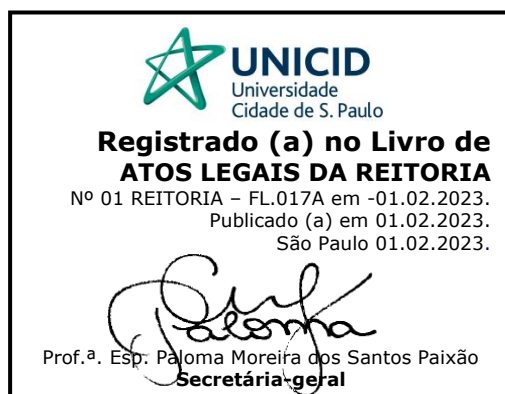 UNICID
Universidade
Cidade de S. Paulo
Registrado (a) no Livro de
ATOS LEGAIS DA REITORIA
Nº 01 REITORIA – FL.017A em -01.02.2023.
Publicado (a) em 01.02.2023.
São Paulo 01.02.2023.
Paloma
Prof.ª. Esp. Paloma Moreira dos Santos Paixão
Secretária-geral